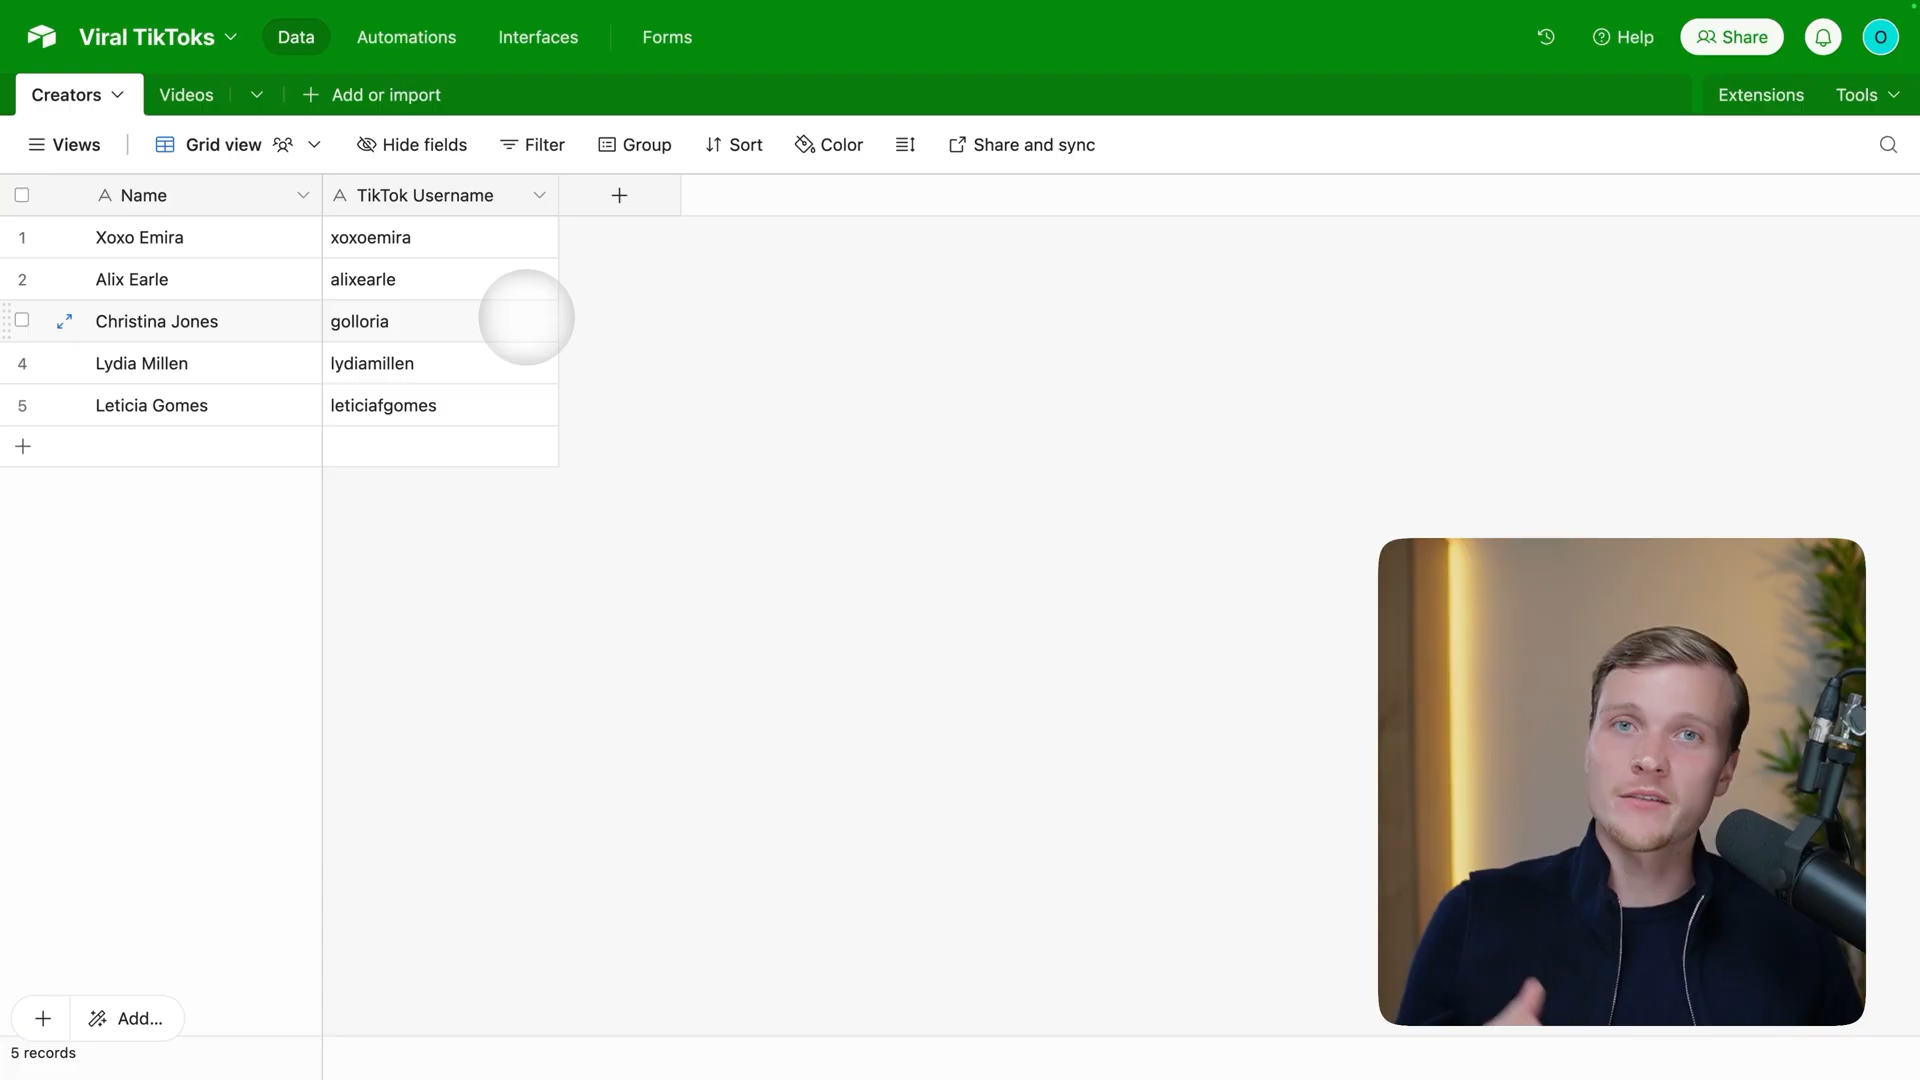 Viral TikToks Data Automations Interfaces Forms Help Share O
Creators Videos Add or import Extensions Tools
Views Grid view Hide fields Filter Group Sort Color Share and sync
Name TikTok Username
1 Xoxo Emira xoxoemira
2 Alix Earle alixearle
Christina Jones golloria
4 Lydia Millen lydiamillen
5 Leticia Gomes leticiafgomes
Add...
5 records